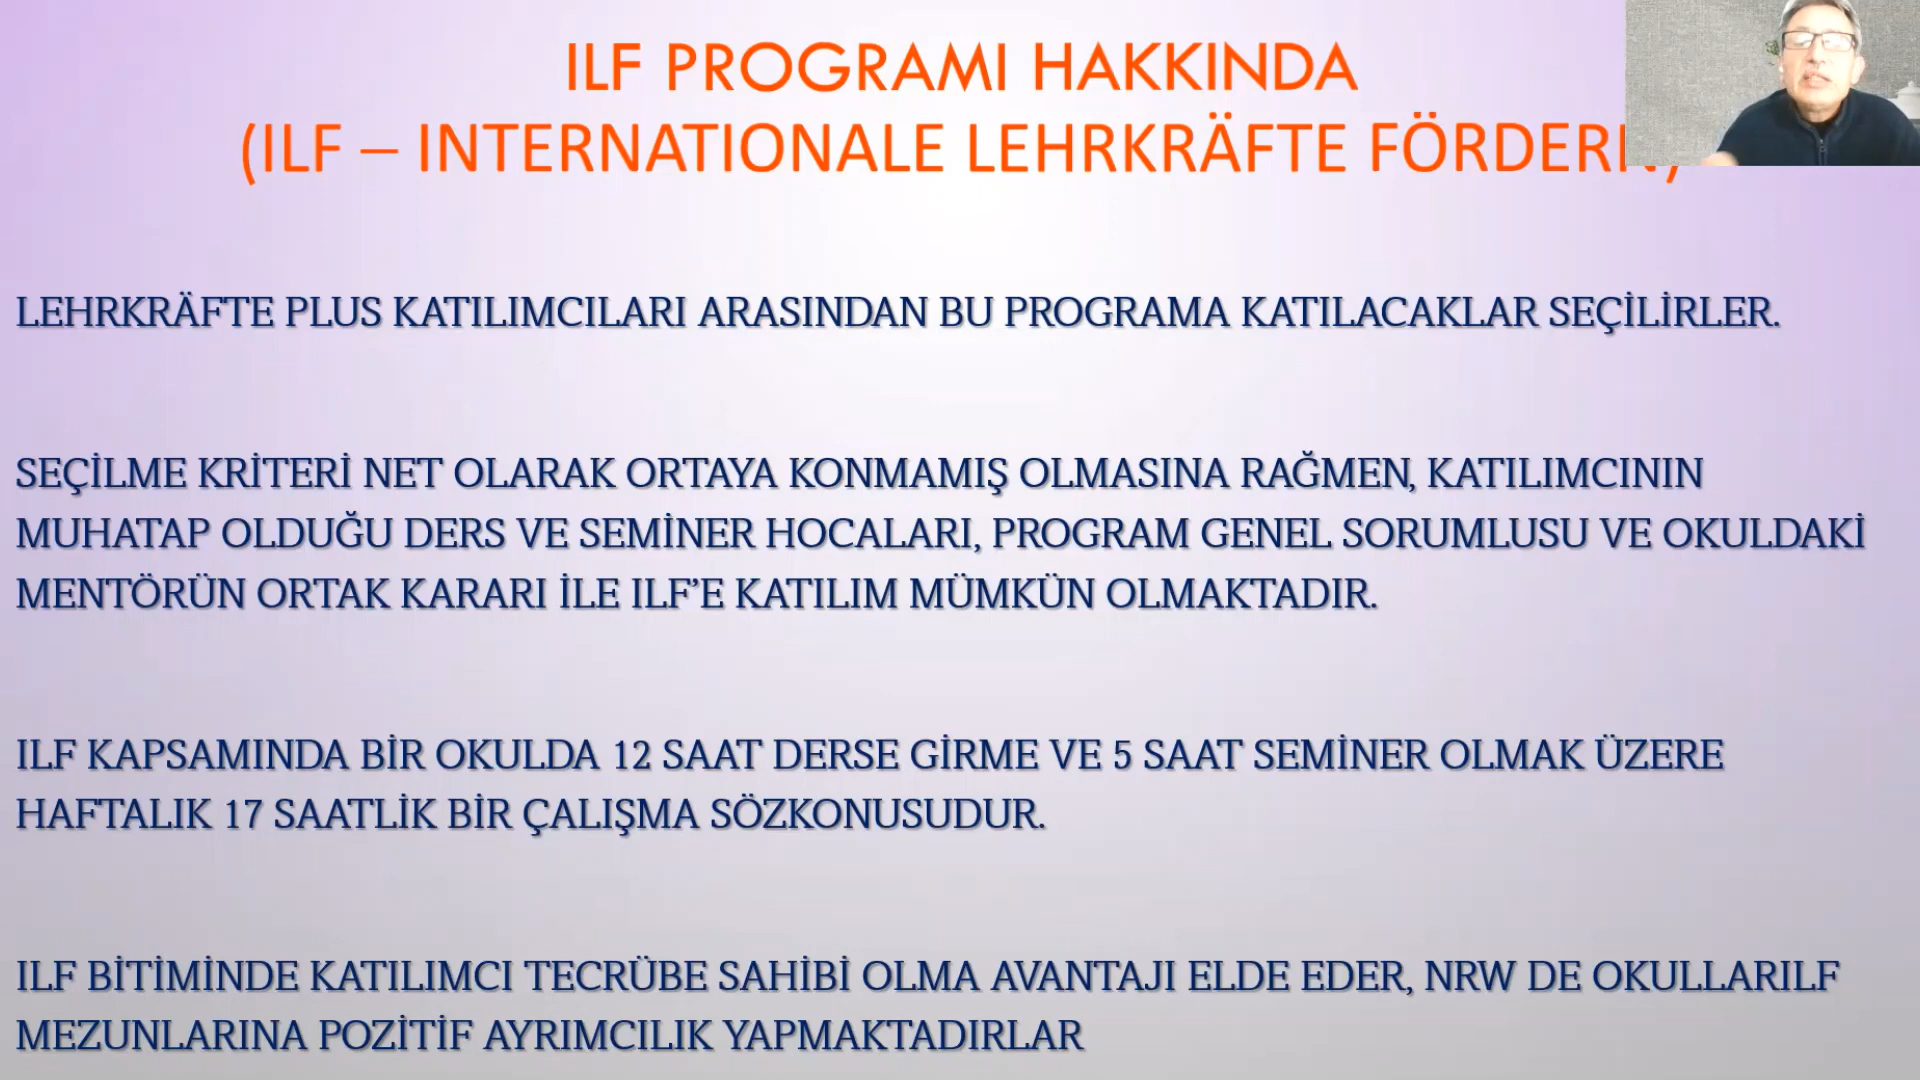 ILF PROGRAMI HAKKINDA
(ILF – INTERNATIONALE LEHRKRÄFTE FÖRDERN)
LEHRKRÄFTE PLUS KATILIMCILARI ARASINDAN BU PROGRAMA KATILACAKLAR SEÇİLİRLER.
SEÇİLME KRİTERİ NET OLARAK ORTAYA KONMAMIŞ OLMASINA RAĞMEN, KATILIMCININ
MUHATAP OLDUĞU DERS VE SEMİNER HOCALARI, PROGRAM GENEL SORUMLUSU VE OKULDAKİ
MENTÖRÜN ORTAK KARARI İLE ILF’E KATILIM MÜMKÜN OLMAKTADIR.
ILF KAPSAMINDA BİR OKULDA 12 SAAT DERSE GİRME VE 5 SAAT SEMİNER OLMAK ÜZERE
HAFTALIK 17 SAATLİK BİR ÇALIŞMA SÖZKONUSUDUR.
ILF BİTİMİNDE KATILIMCI TECRÜBE SAHİBİ OLMA AVANTAJI ELDE EDER, NRW DE OKULLARILF
MEZUNLARINA POZİTİF AYRIMCILIK YAPMAKTADIRLAR